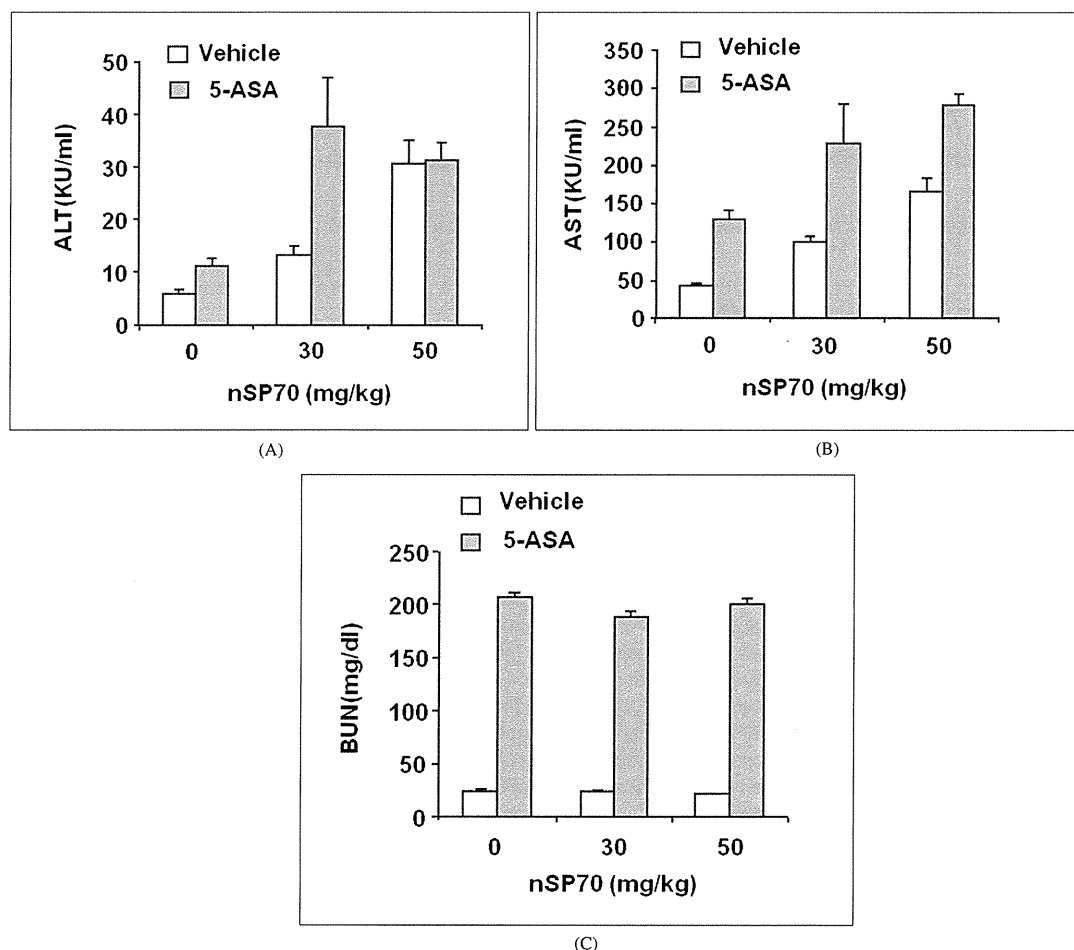 Vehicle
5-ASA
50
40
30
20
10
0
ALT(KU/ml)
0 30 50
nSP70 (mg/kg)
(A)
Vehicle
5-ASA
350
300
250
200
150
100
50
0
AST(KU/ml)
0 30 50
nSP70 (mg/kg)
(B)
Vehicle
5-ASA
250
200
150
100
50
0
BUN(mg/dl)
0 30 50
nSP70 (mg/kg)
(C)